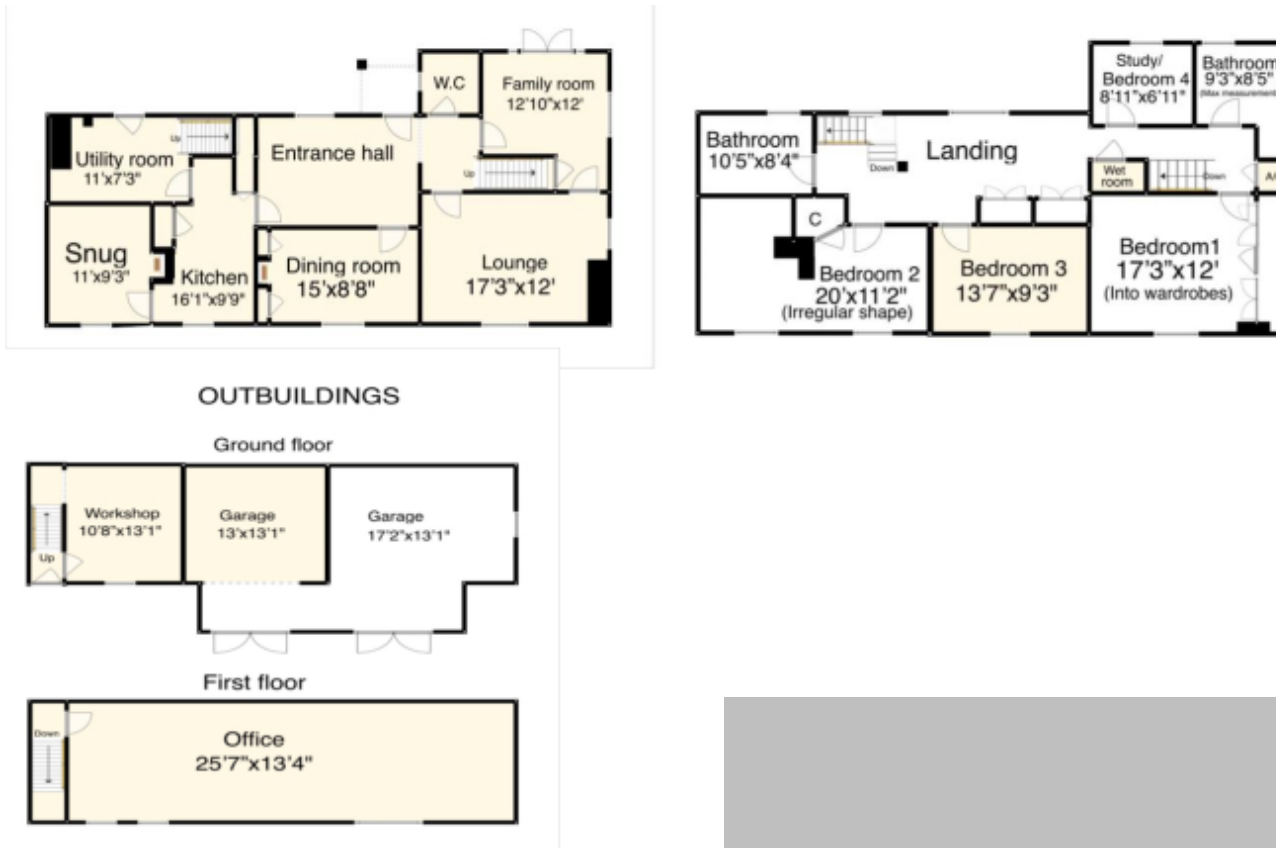 W.C
Family room
12'10"x12'
Up
Utility room
11'x7'3"
Entrance hall
Up
Snug
11'x9'3"
Kitchen
16'1"x9'9"
Dining room
15'x8'8"
Lounge
17'3"x12'
Study/
Bedroom 4
8'11"x6'11"
Bathroom
9'3"x8'5"
(Max measurement
Bathroom
10'5"x8'4"
Landing
Down
Wet
room
Down
C
Bedroom 2
20'x11'2"
(Irregular shape)
Bedroom 3
13'7"x9'3"
Bedroom1
17'3"x12'
(Into wardrobes)
OUTBUILDINGS
Ground floor
Workshop
10'8"x13'1"
Up
Garage
13'x13'1"
Garage
17'2"x13'1"
First floor
Down
Office
25'7"x13'4"